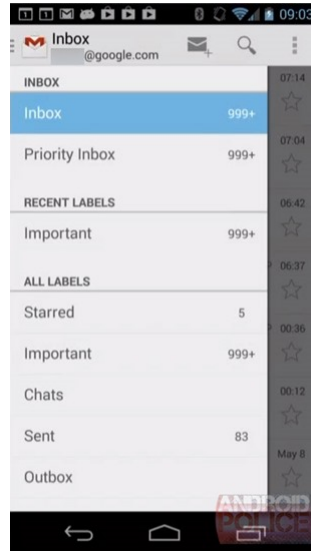 09:03
Inbox
@google.com
INBOX
07:14
Inbox 999+
Priority Inbox 999+
07:04
RECENT LABELS
06:42
Important 999+
06:37
ALL LABELS
Starred 5
00:36
Important 999+
Chats
00:12
Sent 83
May 8
Outbox
ANDROID
POLICE